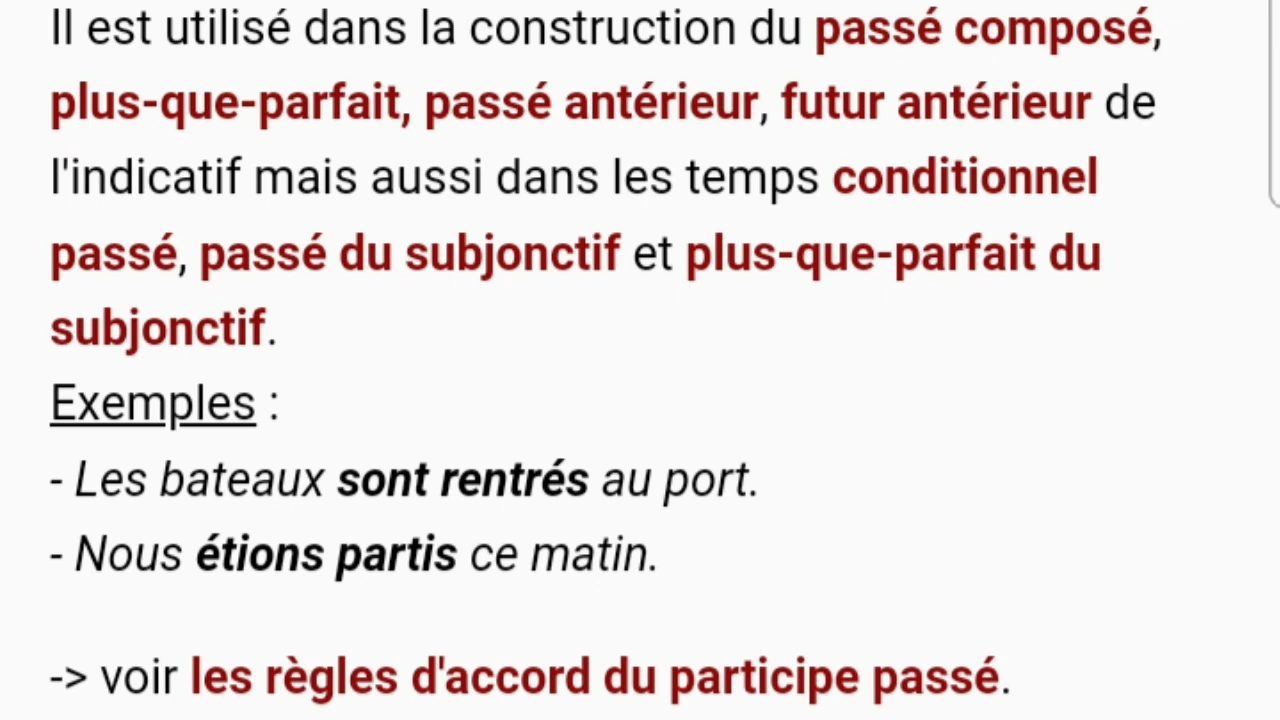 Il est utilisé dans la construction du passé composé,
plus-que-parfait, passé antérieur, futur antérieur de
l'indicatif mais aussi dans les temps conditionnel
passé, passé du subjonctif et plus-que-parfait du
subjonctif.
Exemples :
- Les bateaux sont rentrés au port.
- Nous étions partis ce matin.
-> voir les règles d'accord du participe passé.